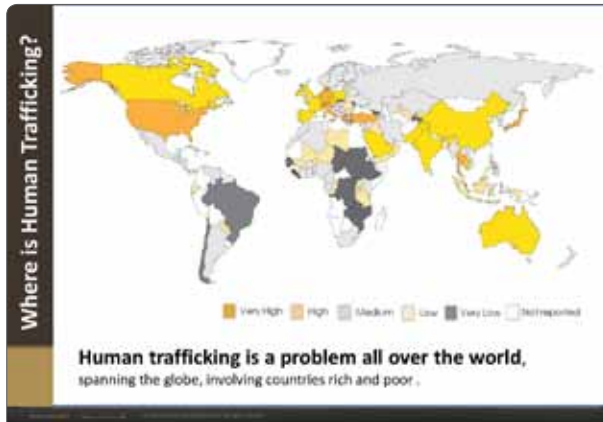 Where is Human Trafficking?
Very High
High
Medium
Low
Very Low
Not reported
Human trafficking is a problem all over the world,
spanning the globe, involving countries rich and poor .